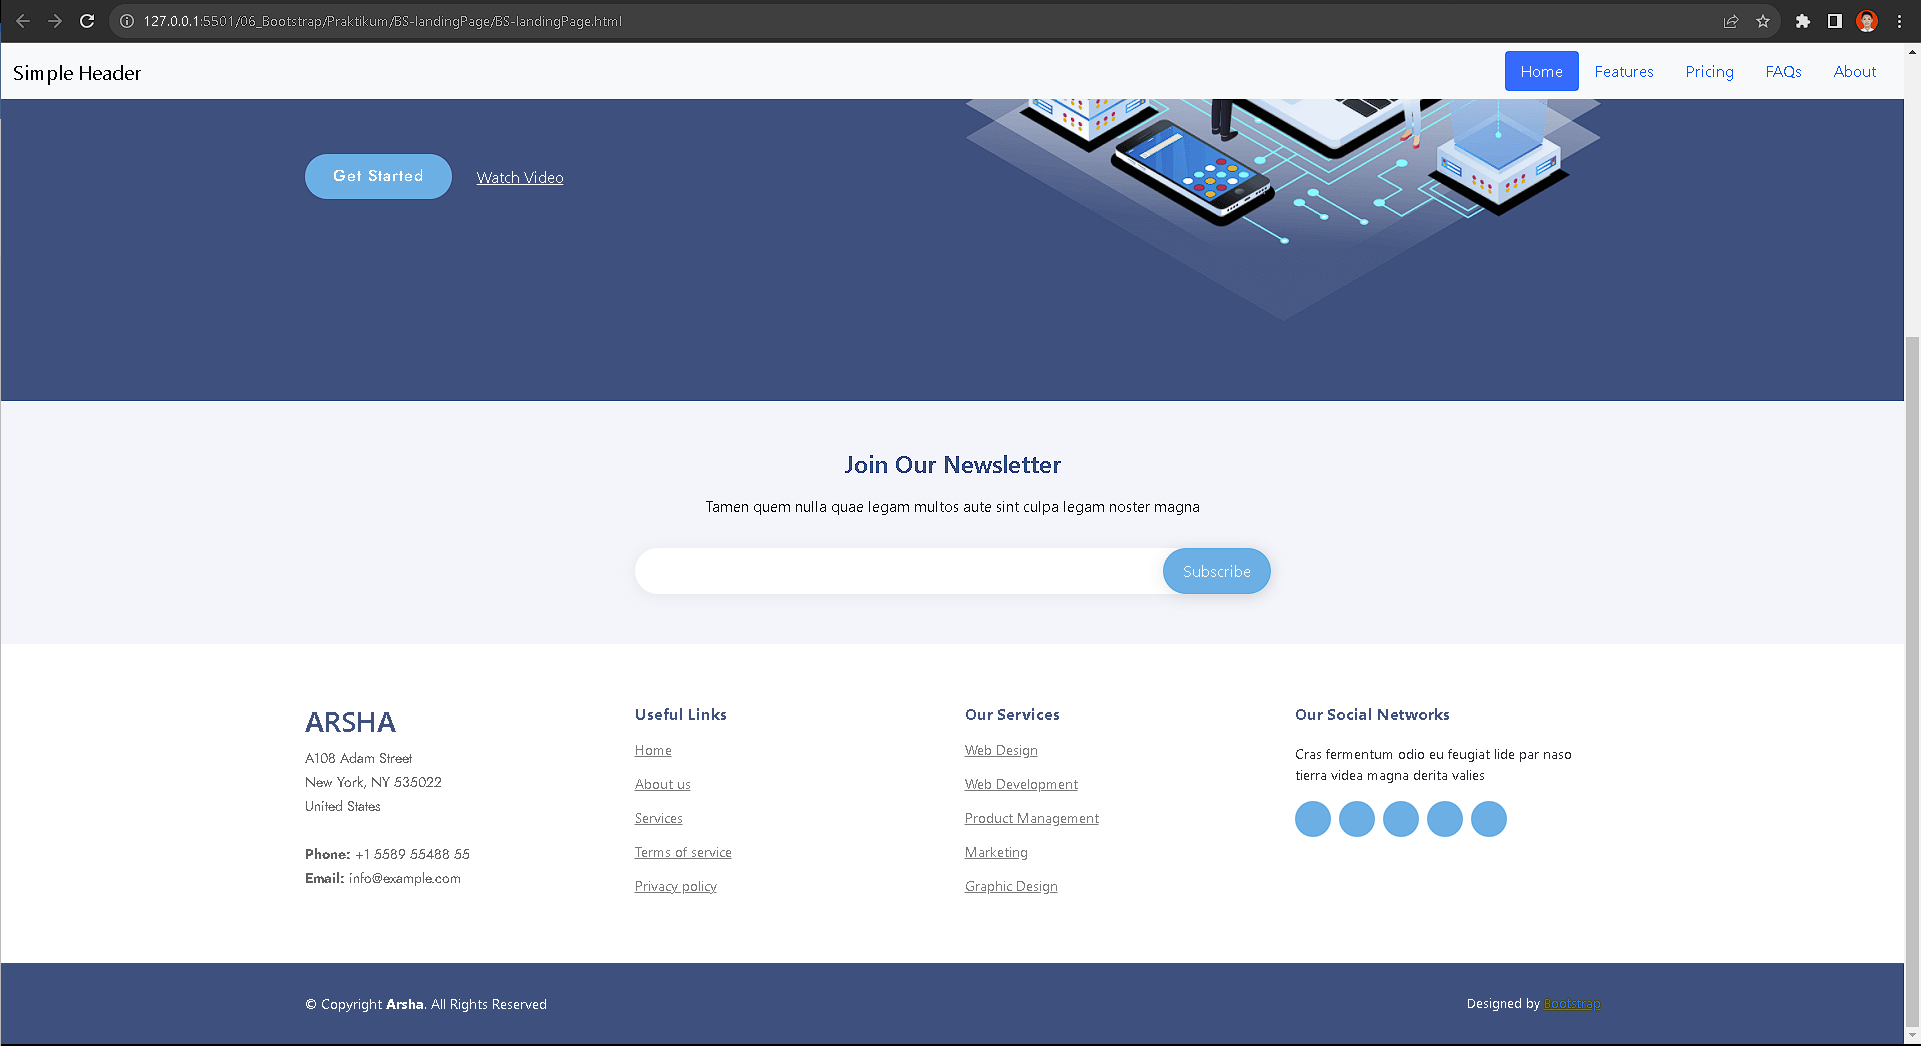 127.0.0.1:5501/06_Bootstrap/Praktikum/BS-landingPage/BS-landingPage.html
Simple Header
Home Features Pricing FAQs About
Get Started Watch Video
Join Our Newsletter
Tamen quem nulla quae legam multos aute sint culpa legam noster magna
Subscribe
ARSHA
A108 Adam Street
New York, NY 535022
United States
Phone: +1 5589 55488 55
Email: info@example.com
Useful Links
Home
About us
Services
Terms of service
Privacy policy
Our Services
Web Design
Web Development
Product Management
Marketing
Graphic Design
Our Social Networks
Cras fermentum odio eu feugiat lide par naso
tierra videa magna derita valies
© Copyright Arsha. All Rights Reserved
Designed by Bootstrap